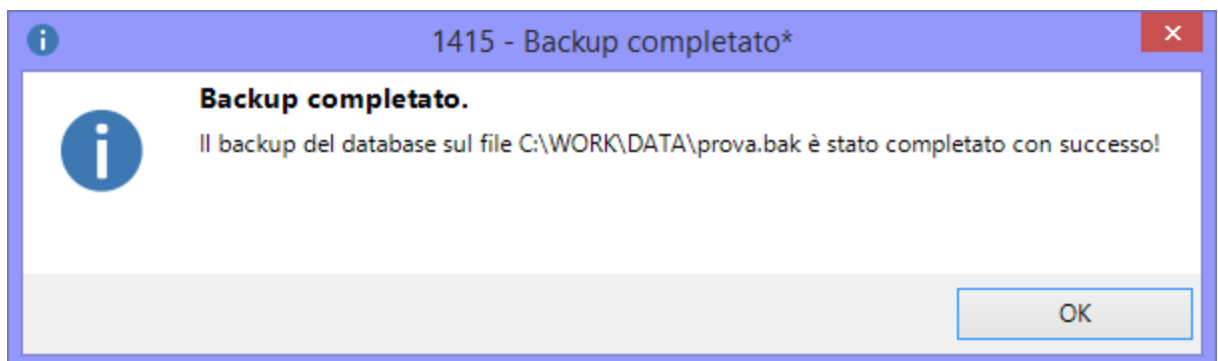 1415 - Backup completato*
Backup completato.
Il backup del database sul file C:\WORK\DATA\prova.bak è stato completato con successo!
OK